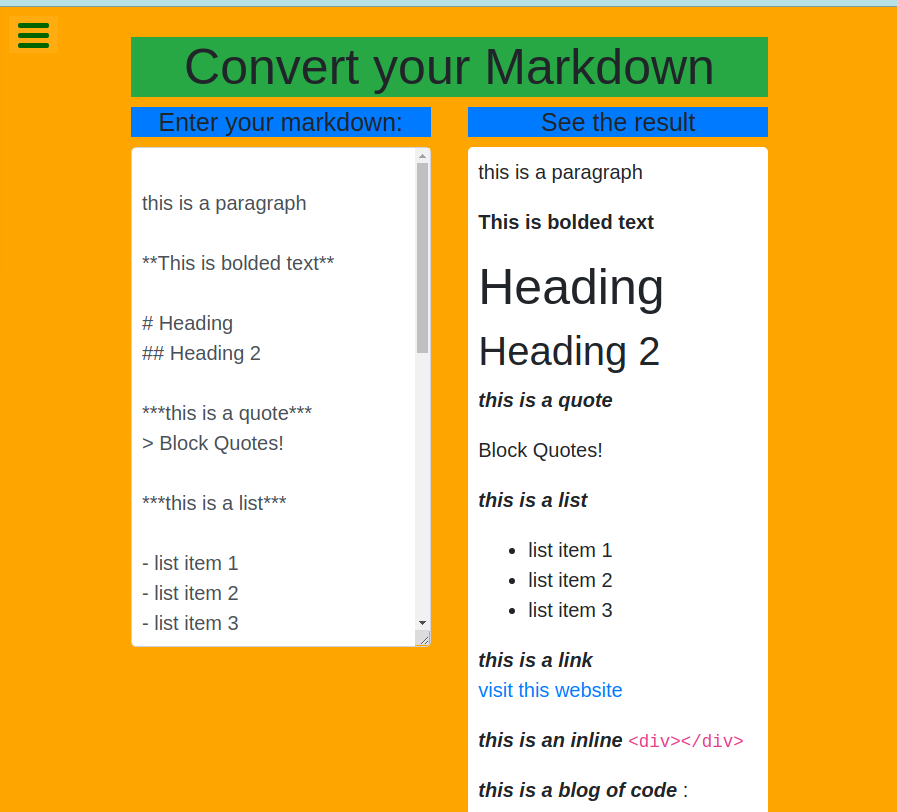 Convert your Markdown
Enter your markdown:
this is a paragraph
**This is bolded text**
# Heading
## Heading 2
***this is a quote***
> Block Quotes!
***this is a list***
- list item 1
- list item 2
- list item 3
See the result
this is a paragraph
This is bolded text
Heading
Heading 2
this is a quote
Block Quotes!
this is a list
list item 1
list item 2
list item 3
this is a link
visit this website
this is an inline <div></div>
this is a blog of code :